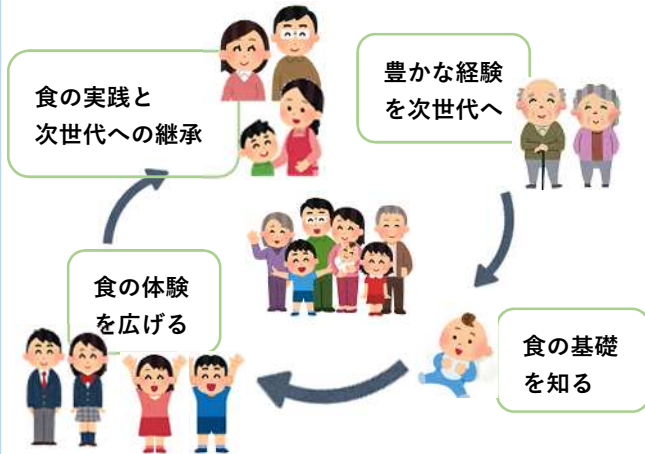 食の実践と
次世代への継承
豊かな経験
を次世代へ
食の体験
を広げる
食の基礎
を知る